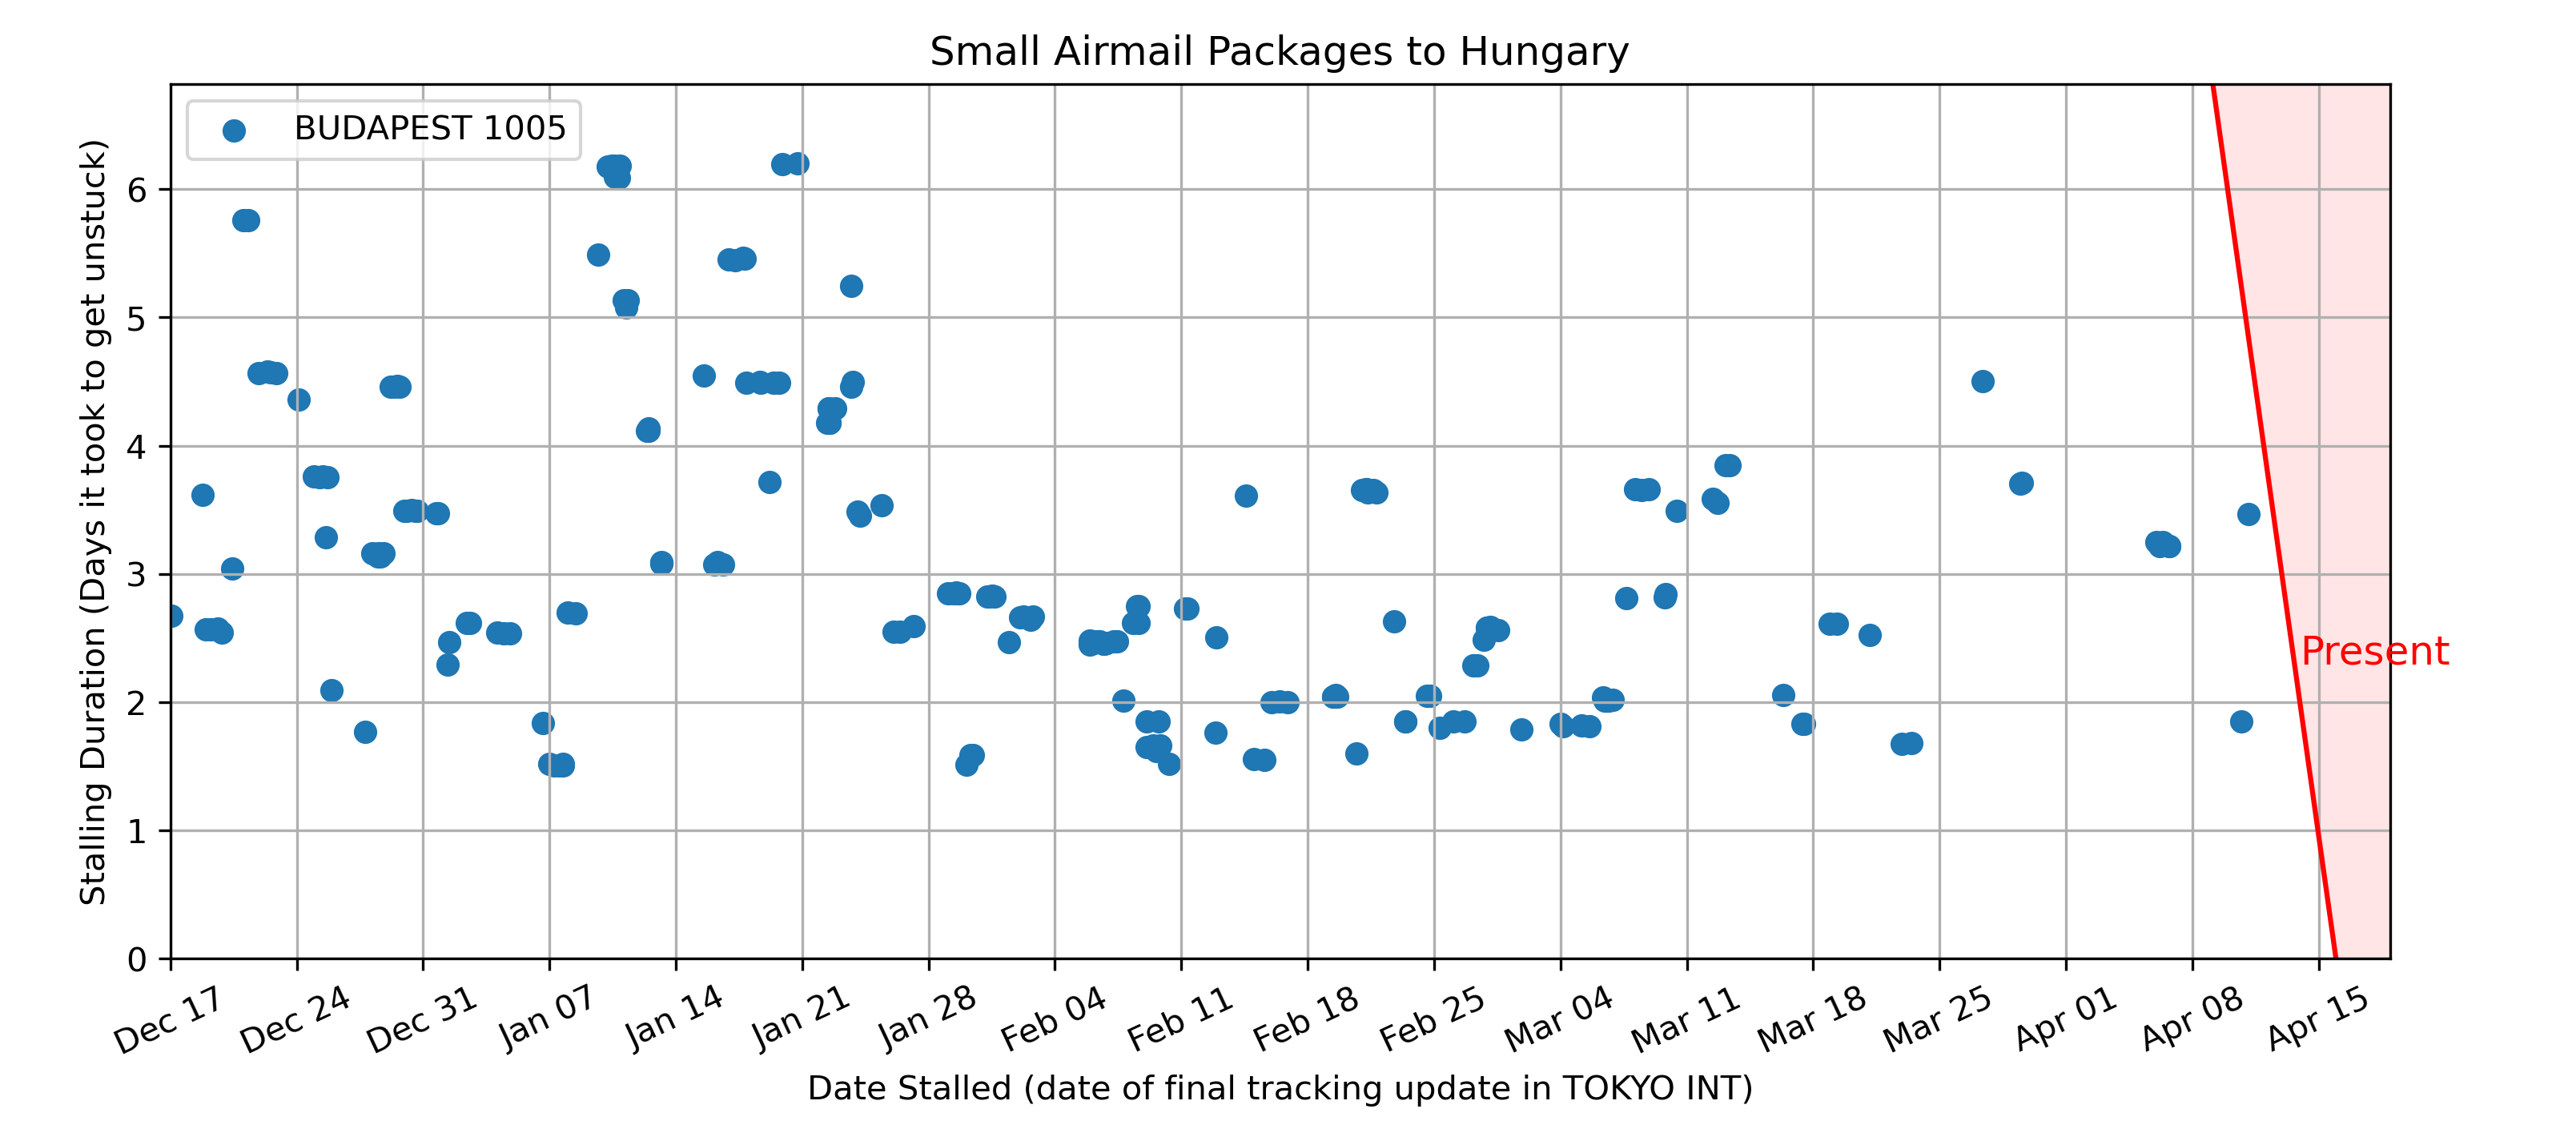 Small Airmail Packages to Hungary
BUDAPEST 1005
Stalling Duration (Days it took to get unstuck)
6
5
4
3
2
1
0
Present
Dec 17
Dec 24
Dec 31
Jan 07
Jan 14
Jan 21
Jan 28
Feb 04
Feb 11
Feb 18
Feb 25
Mar 04
Mar 11
Mar 18
Mar 25
Apr 01
Apr 08
Apr 15
Date Stalled (date of final tracking update in TOKYO INT)